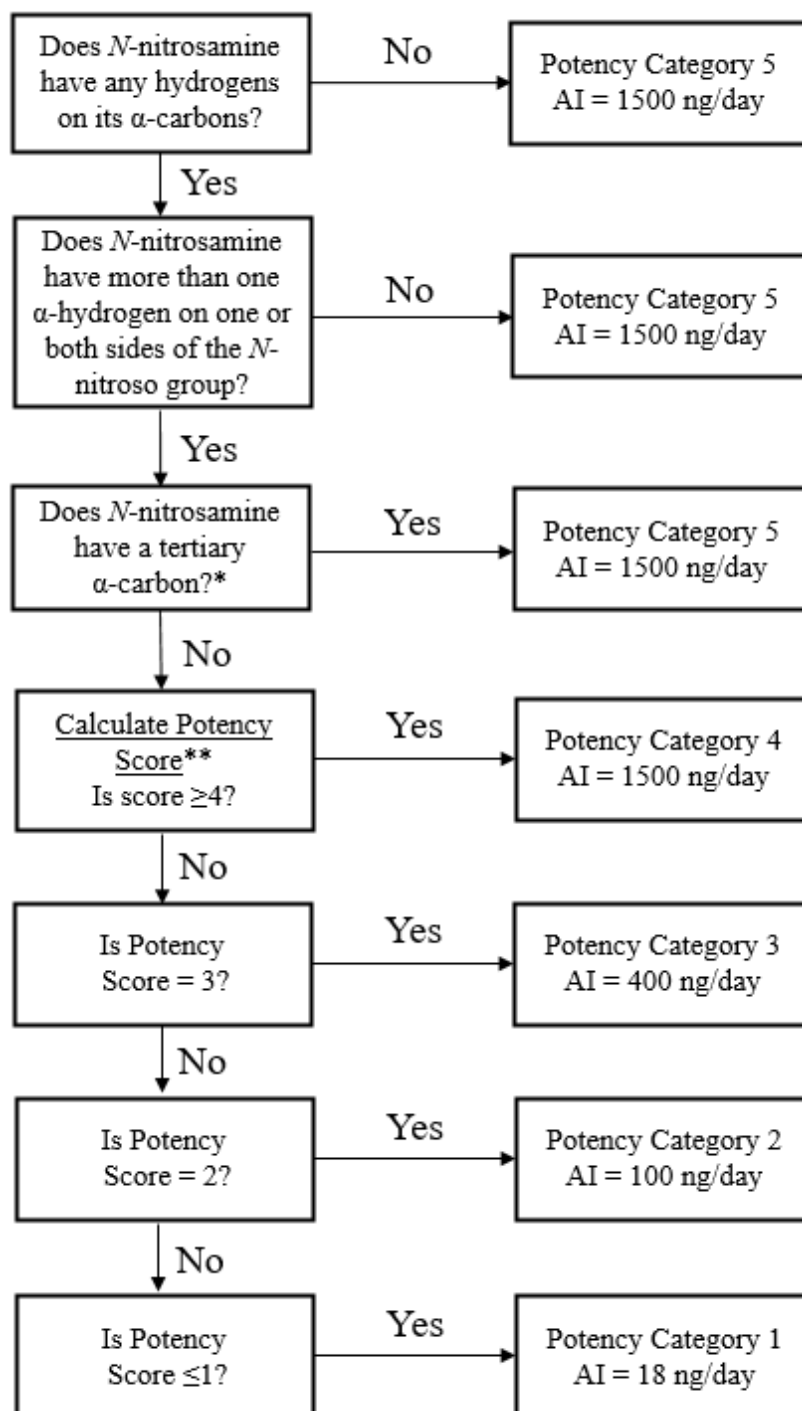 Does N-nitrosamine
have any hydrogens
on its α-carbons?
No
Potency Category 5
AI = 1500 ng/day
Yes
Does N-nitrosamine
have more than one
α-hydrogen on one or
both sides of the N-
nitroso group?
No
Potency Category 5
AI = 1500 ng/day
Yes
Does N-nitrosamine
have a tertiary
α-carbon?*
Yes
Potency Category 5
AI = 1500 ng/day
No
Calculate Potency
Score**
Is score ≥4?
Yes
Potency Category 4
AI = 1500 ng/day
No
Is Potency
Score = 3?
Yes
Potency Category 3
AI = 400 ng/day
No
Is Potency
Score = 2?
Yes
Potency Category 2
AI = 100 ng/day
No
Is Potency
Score ≤1?
Yes
Potency Category 1
AI = 18 ng/day